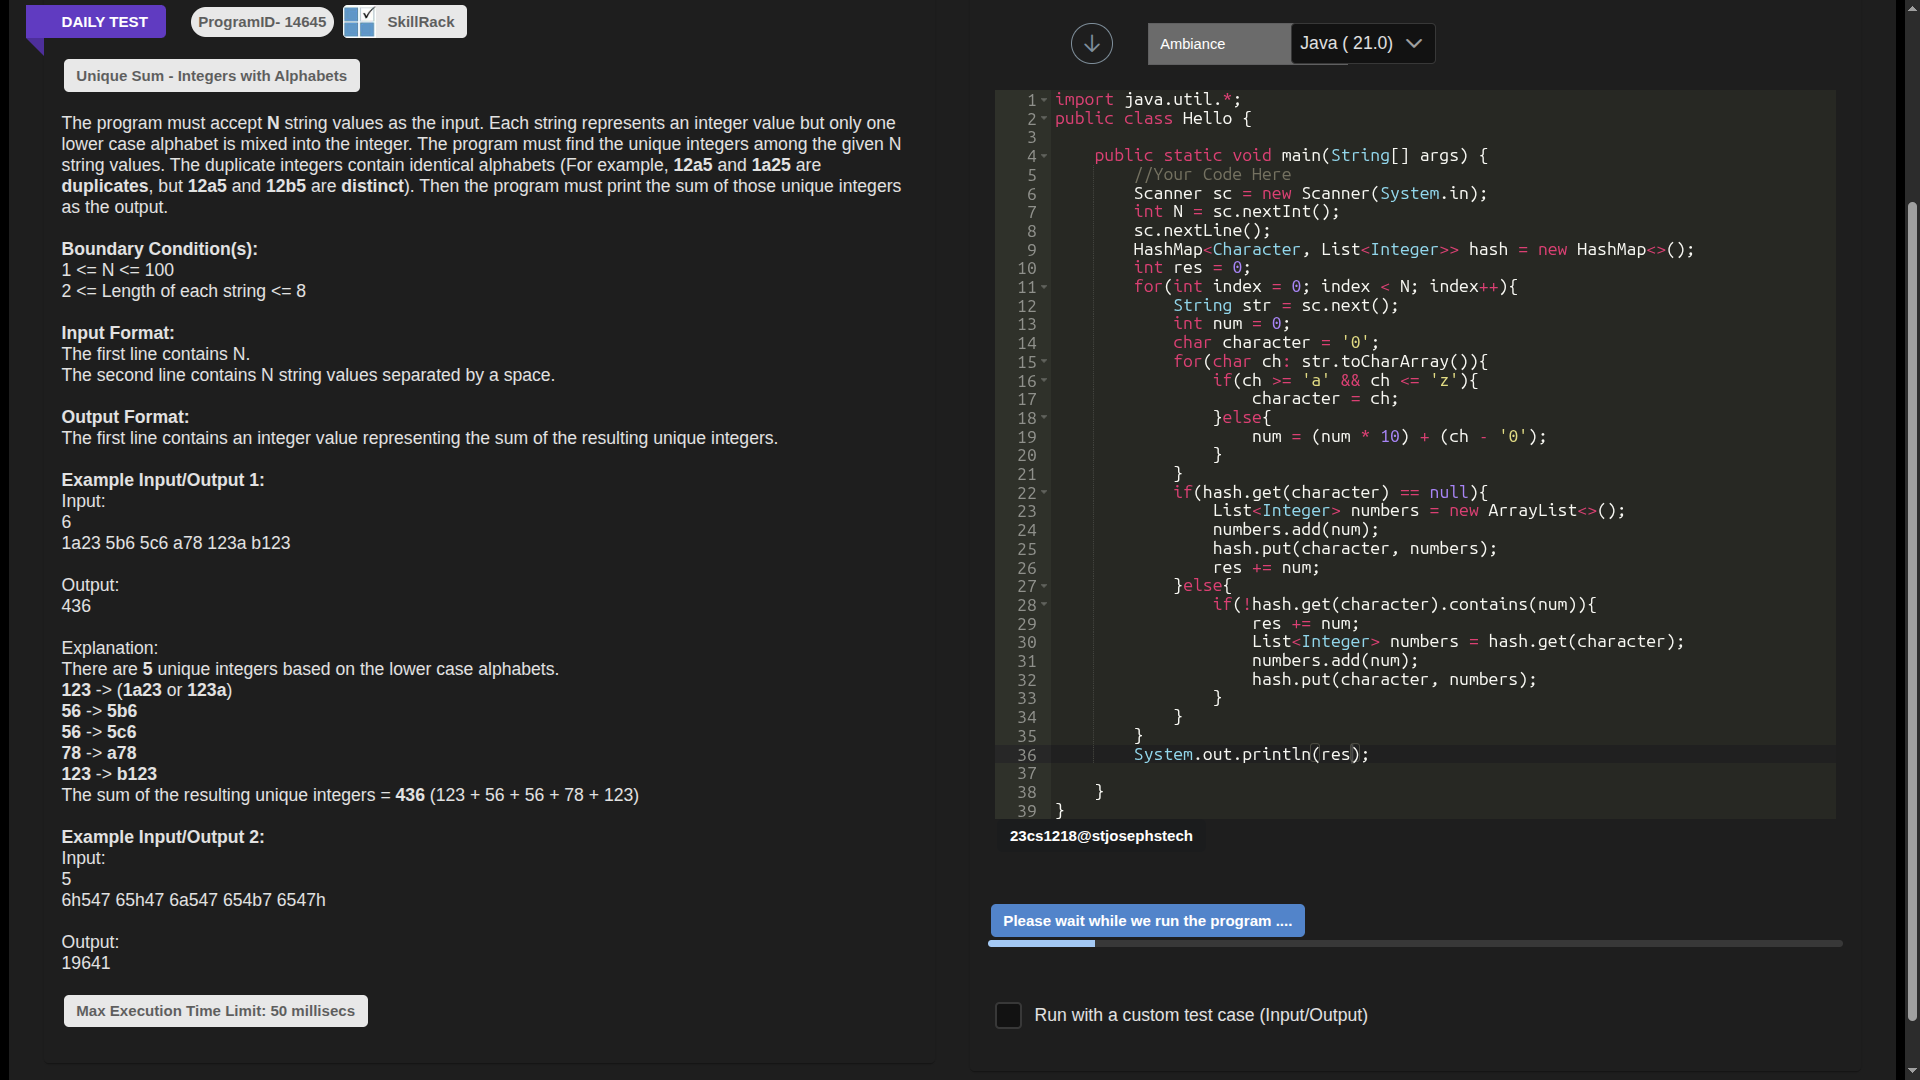 DAILY TEST
ProgramID- 14645
SkillRack
Unique Sum - Integers with Alphabets
The program must accept N string values as the input. Each string represents an integer value but only one
lower case alphabet is mixed into the integer. The program must find the unique integers among the given N
string values. The duplicate integers contain identical alphabets (For example, 12a5 and 1a25 are
duplicates, but 12a5 and 12b5 are distinct). Then the program must print the sum of those unique integers
as the output.
Boundary Condition(s):
1 <= N <= 100
2 <= Length of each string <= 8
Input Format:
The first line contains N.
The second line contains N string values separated by a space.
Output Format:
The first line contains an integer value representing the sum of the resulting unique integers.
Example Input/Output 1:
Input:
6
1a23 5b6 5c6 a78 123a b123
Output:
436
Explanation:
There are 5 unique integers based on the lower case alphabets.
123 -> (1a23 or 123a)
56 -> 5b6
56 -> 5c6
78 -> a78
123 -> b123
The sum of the resulting unique integers = 436 (123 + 56 + 56 + 78 + 123)
Example Input/Output 2:
Input:
5
6h547 65h47 6a547 654b7 6547h
Output:
19641
Max Execution Time Limit: 50 millisecs
Ambiance
Java ( 21.0)
1 import java.util.*;
2 public class Hello {
3
4     public static void main(String[] args) {
5         //Your Code Here
6         Scanner sc = new Scanner(System.in);
7         int N = sc.nextInt();
8         sc.nextLine();
9         HashMap<Character, List<Integer>> hash = new HashMap<>();
10         int res = 0;
11         for(int index = 0; index < N; index++){
12             String str = sc.next();
13             int num = 0;
14             char character = '0';
15             for(char ch: str.toCharArray()){
16                 if(ch >= 'a' && ch <= 'z'){
17                     character = ch;
18                 }else{
19                     num = (num * 10) + (ch - '0');
20                 }
21             }
22             if(hash.get(character) == null){
23                 List<Integer> numbers = new ArrayList<>();
24                 numbers.add(num);
25                 hash.put(character, numbers);
26                 res += num;
27             }else{
28                 if(!hash.get(character).contains(num)){
29                     res += num;
30                     List<Integer> numbers = hash.get(character);
31                     numbers.add(num);
32                     hash.put(character, numbers);
33                 }
34             }
35         }
36         System.out.println(res);
37
38     }
39 }
23cs1218@stjosephstech
Please wait while we run the program ....
Run with a custom test case (Input/Output)